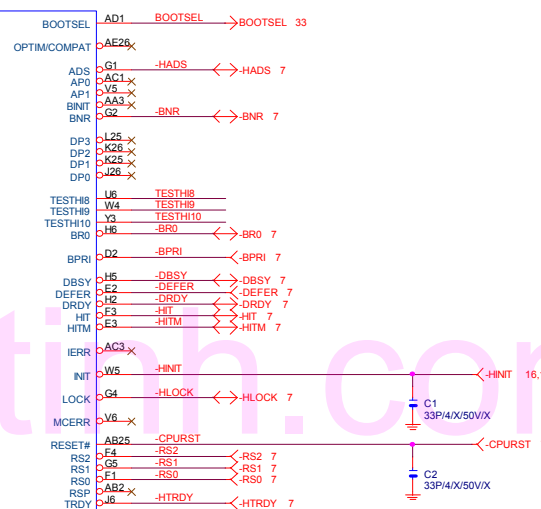 BOOTSEL AD1 BOOTSEL BOOTSEL 33
OPTIM/COMPAT AE26
ADS G1 -HADS -HADS 7
AP0 AC1
AP1 V5
BINIT AA3
BNR G2 -BNR -BNR 7
DP3 L25
DP2 K26
DP1 K25
DP0 J26
TESTHI8 U6 TESTHI8
TESTHI9 W4 TESTHI9
TESTHI10 Y3 TESTHI10
BR0 H6 -BR0 -BR0 7
BPRI D2 -BPRI -BPRI 7
DBSY H5 -DBSY -DBSY 7
DEFER E2 -DEFER -DEFER 7
DRDY H2 -DRDY -DRDY 7
HIT F3 -HIT -HIT 7
HITM E3 -HITM -HITM 7
IERR AC3
INIT W5 -HINIT -HINIT 16,
C1
33P/4/X/50V/X
LOCK G4 -HLOCK -HLOCK 7
MCERR V6
RESET# AB25 -CPURST -CPURST
RS2 F4 -RS2 -RS2 7
RS1 G5 -RS1 -RS1 7
RS0 F1 -RS0 -RS0 7
C2
33P/4/X/50V/X
RSP AB2
TRDY J6 -HTRDY -HTRDY 7
tinh.com